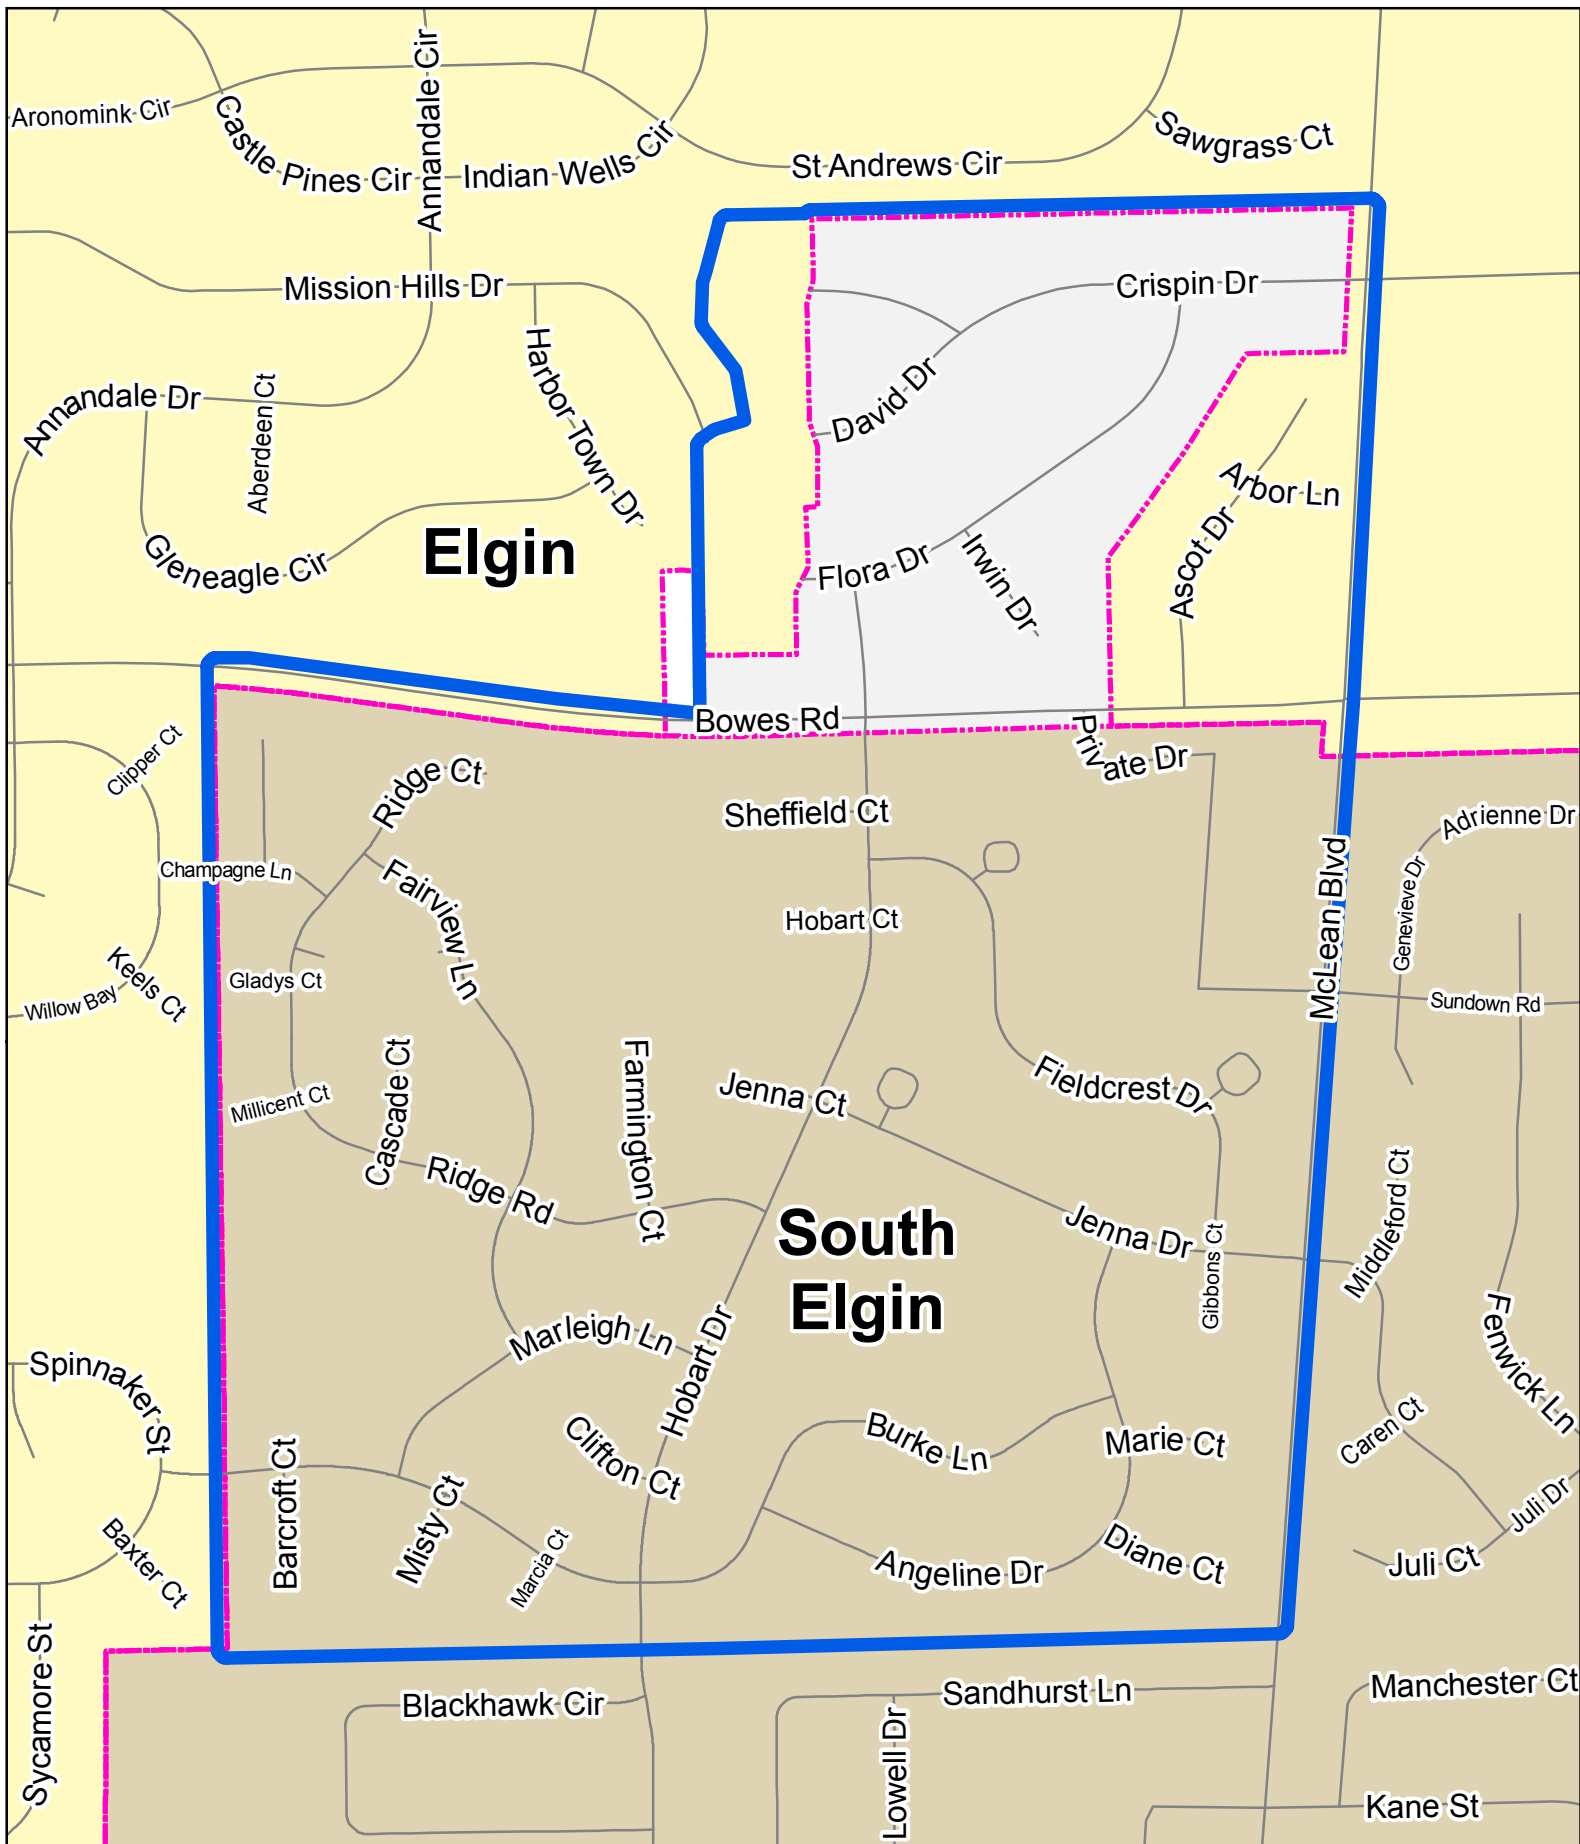 Aronomink Cir
Castle Pines Cir
Annandale Cir
Indian Wells Cir
St Andrews Cir
Sawgrass Ct
Mission Hills Dr
Crispin Dr
Harbor Town Dr
Annandale Dr
Aberdeen Ct
David Dr
Arbor Ln
Ascot Dr
Gleneagle Cir
Elgin
Flora Dr
Irwin Dr
Bowes Rd
Private Dr
Clipper Ct
Ridge Ct
Sheffield Ct
Adrienne Dr
Champagne Ln
Fairview Ln
Hobart Ct
McLean Blvd
Genevieve Dr
Keels Ct
Willow Bay
Gladys Ct
Sundown Rd
Millicent Ct
Cascade Ct
Farmington Ct
Jenna Ct
Fieldcrest Dr
Ridge Rd
South
Elgin
Jenna Dr
Gibbons Ct
Middleford Ct
Marleigh Ln
Hobart Dr
Fenwick Ln
Spinnaker St
Clifton Ct
Burke Ln
Marie Ct
Caren Ct
Barcroft Ct
Misty Ct
Marcia Ct
Angeline Dr
Diane Ct
Juli Ct
Juli Dr
Baxter Ct
Sycamore St
Blackhawk Cir
Sandhurst Ln
Lowell Dr
Manchester Ct
Kane St